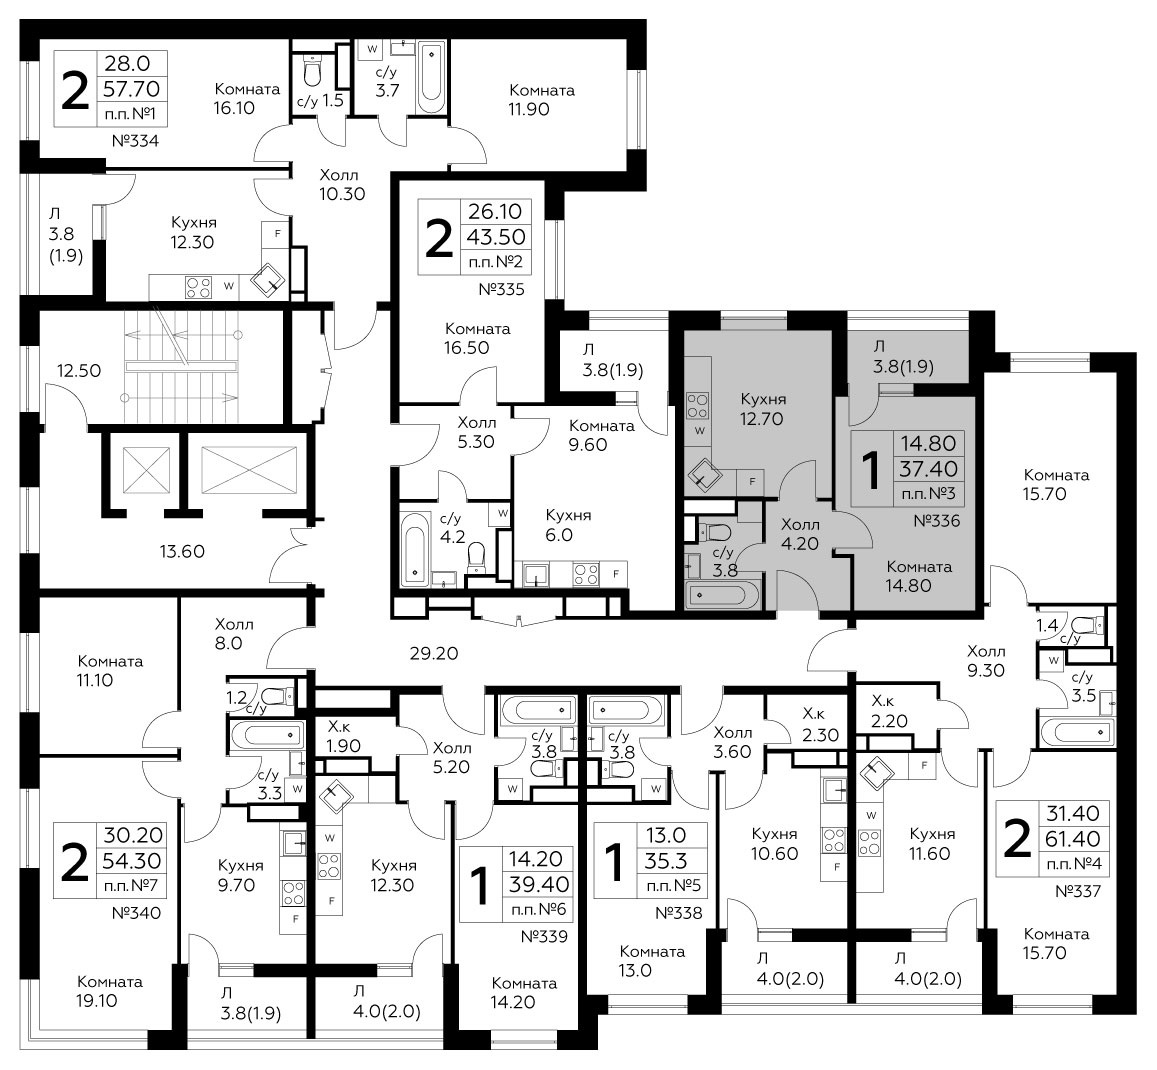 2
28.0
57.70
п.п.№1
№334
Комната
16.10
с/у 1.5
W
с/у
3.7
Комната
11.90
Холл
10.30
Л
3.8
(1.9)
Кухня
12.30
F
W
2
26.10
43.50
п.п.№2
№335
Комната
16.50
12.50
Л
3.8(1.9)
Холл
5.30
Комната
9.60
с/у
4.2
W
Кухня
6.0
F
Кухня
12.70
W
F
Л
3.8(1.9)
1
14.80
37.40
п.п.№3
№336
Комната
14.80
Холл
4.20
с/у
3.8
Комната
15.70
13.60
29.20
Холл
8.0
Комната
11.10
1.2
с/у
с/у
3.3
W
2
30.20
54.30
п.п.№7
№340
Комната
19.10
Кухня
9.70
F
Л
3.8(1.9)
Х.к
1.90
Холл
5.20
с/у
3.8
W
W
F
Кухня
12.30
Л
4.0(2.0)
1
14.20
39.40
п.п.№6
№339
Комната
14.20
с/у
3.8
W
Холл
3.60
Х.к
2.30
1
13.0
35.3
п.п.№5
№338
Комната
13.0
Кухня
10.60
F
Л
4.0(2.0)
Х.к
2.20
Холл
9.30
1.4
с/у
W
с/у
3.5
F
W
Кухня
11.60
F
Л
4.0(2.0)
2
31.40
61.40
п.п.№4
№337
Комната
15.70